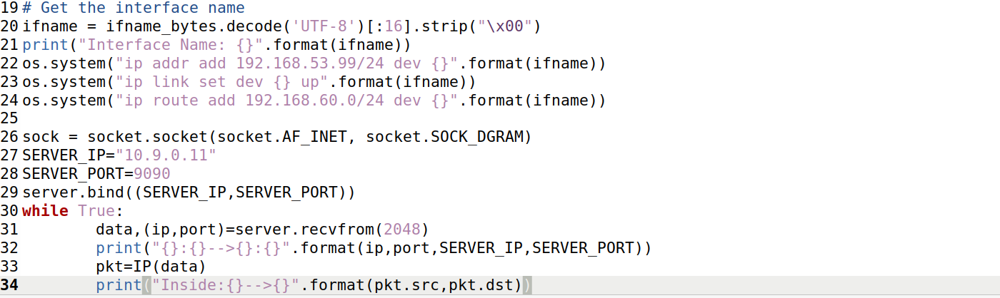 19 # Get the interface name
20 ifname = ifname_bytes.decode('UTF-8')[:16].strip("\x00")
21 print("Interface Name: {}".format(ifname))
22 os.system("ip addr add 192.168.53.99/24 dev {}".format(ifname))
23 os.system("ip link set dev {} up".format(ifname))
24 os.system("ip route add 192.168.60.0/24 dev {}".format(ifname))
25
26 sock = socket.socket(socket.AF_INET, socket.SOCK_DGRAM)
27 SERVER_IP="10.9.0.11"
28 SERVER_PORT=9090
29 server.bind((SERVER_IP,SERVER_PORT))
30 while True:
31         data,(ip,port)=server.recvfrom(2048)
32         print("{}:{}-->{}:{}".format(ip,port,SERVER_IP,SERVER_PORT))
33         pkt=IP(data)
34         print("Inside:{}-->{}".format(pkt.src,pkt.dst))